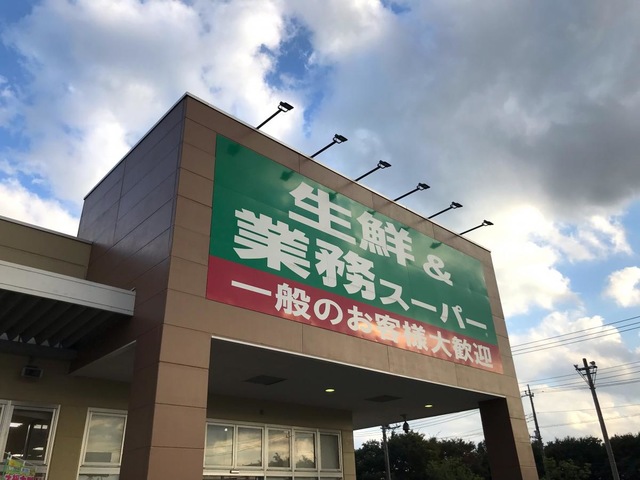 生鮮&
業務スーパー
一般のお客様大歓迎